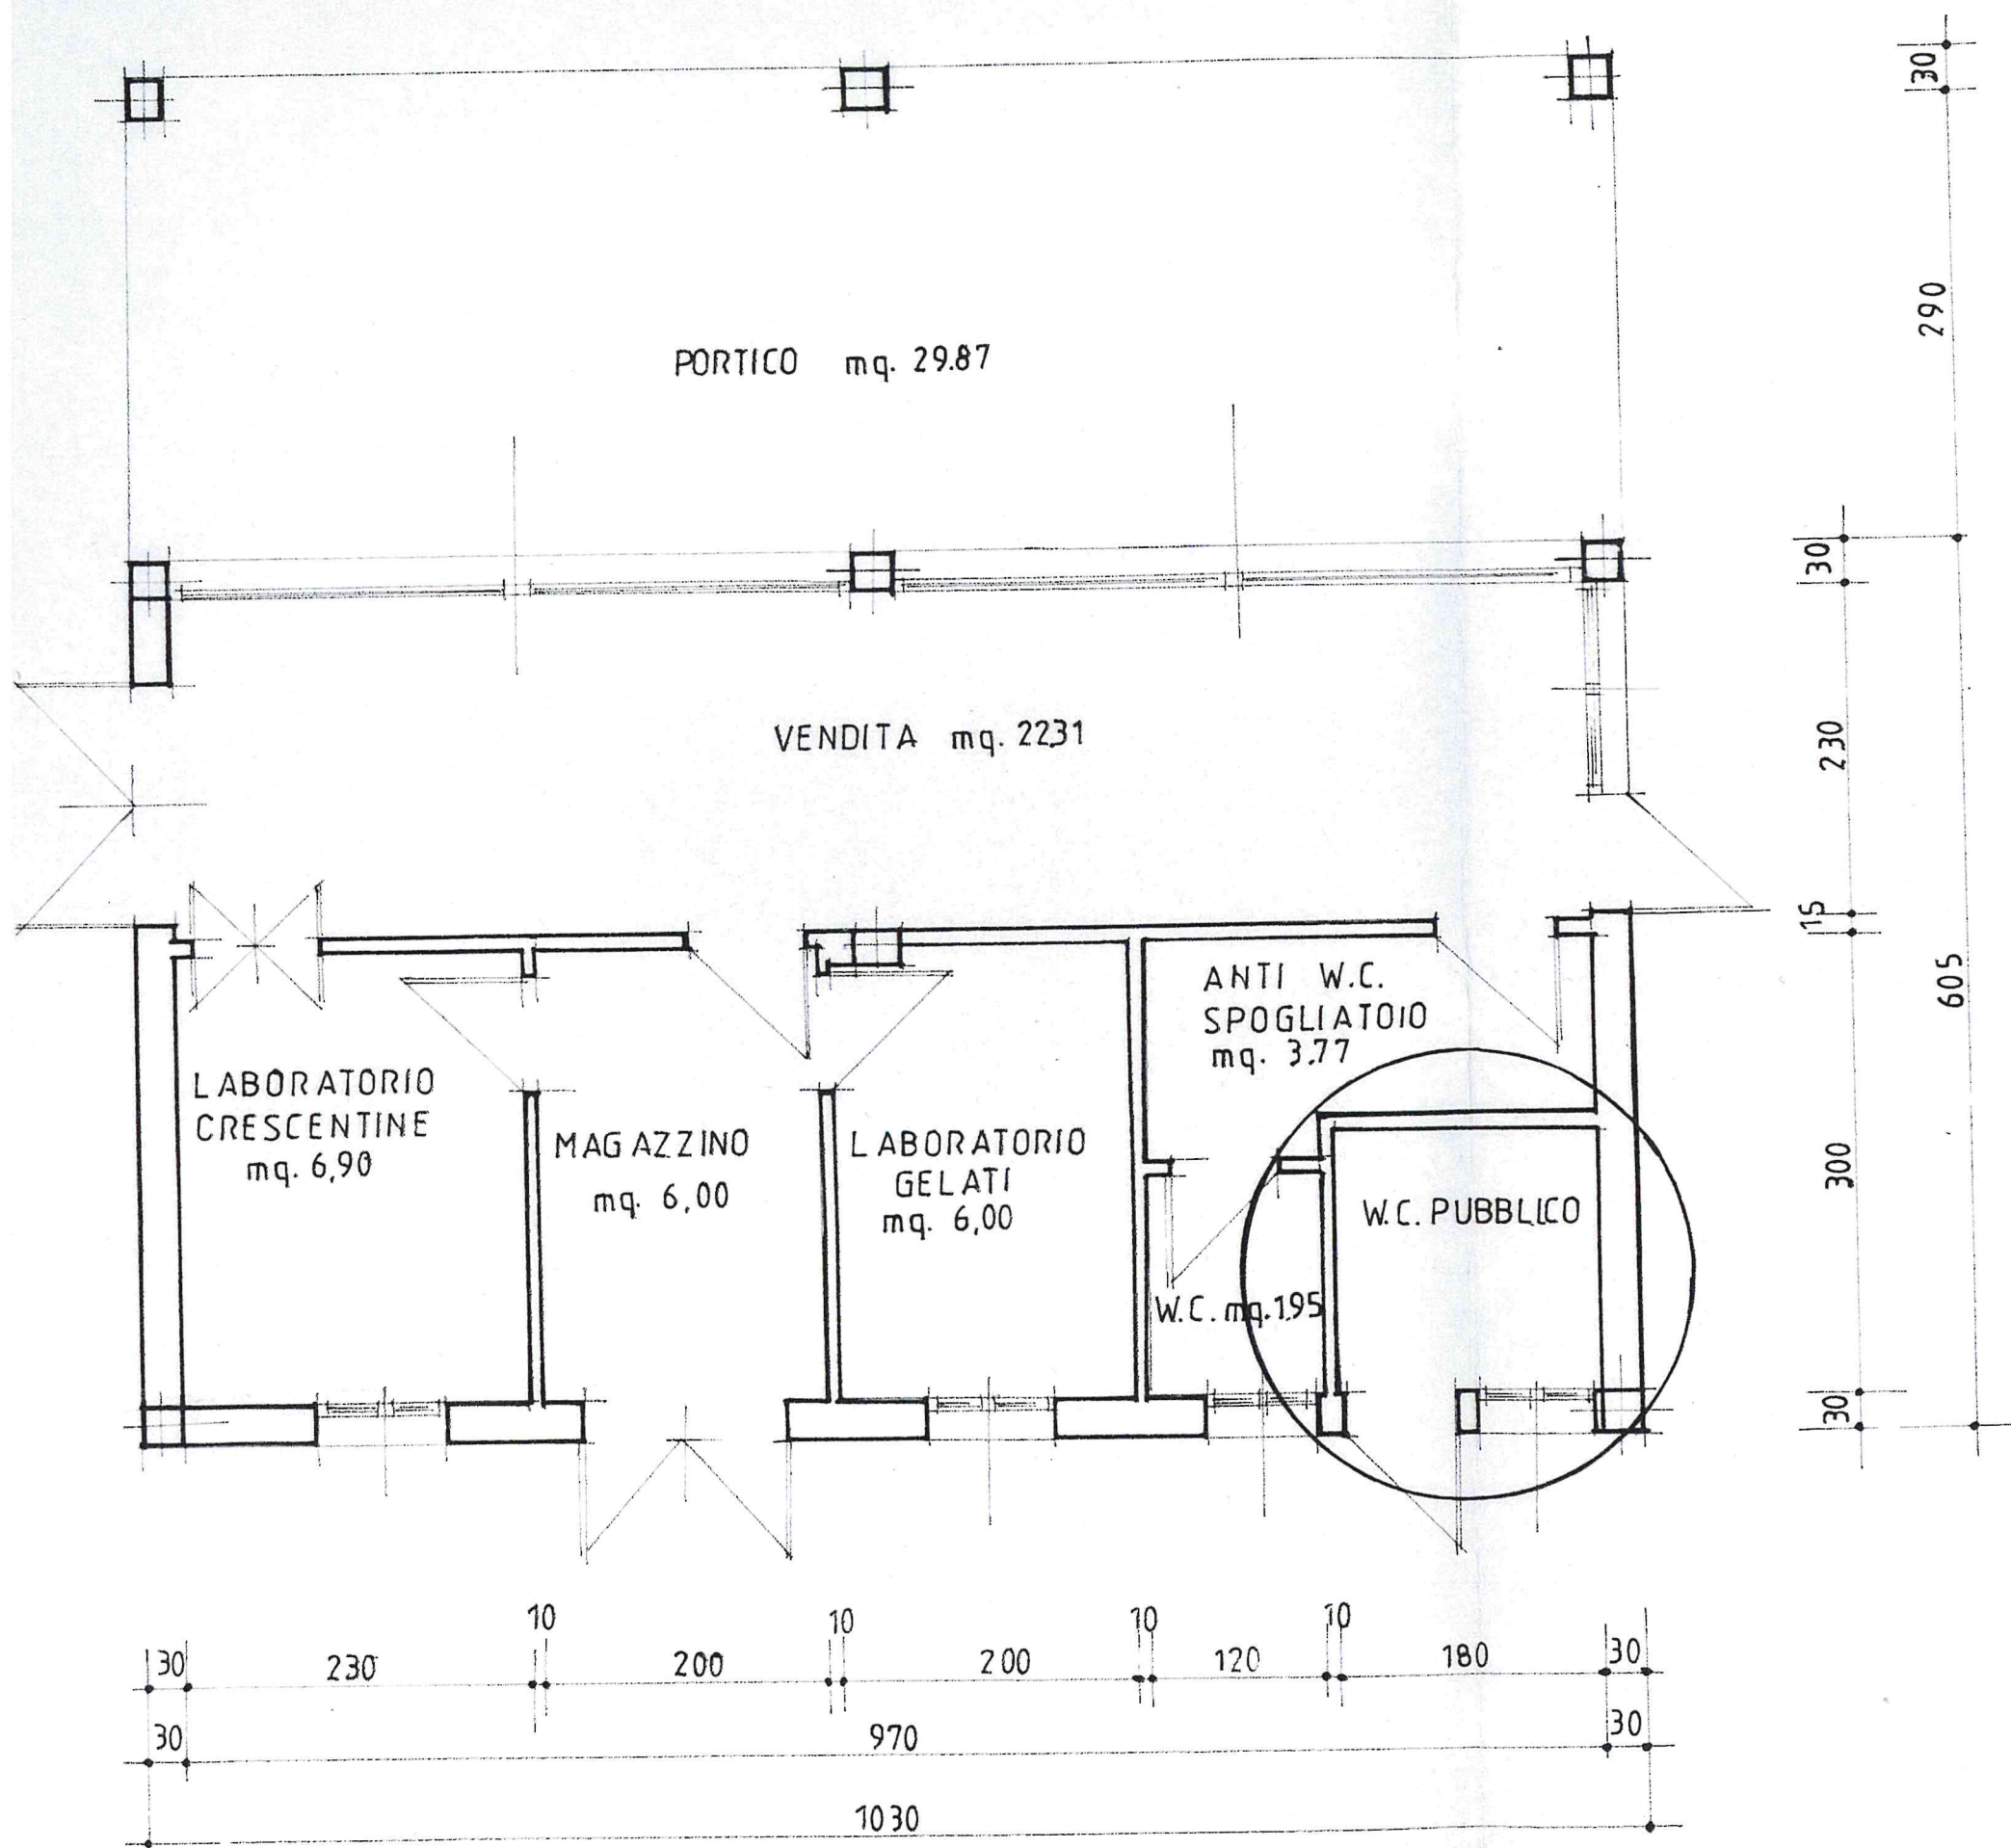 30
290
PORTICO mq. 29.87
30
VENDITA mq. 22,31
230
15
605
ANTI W.C.
SPOGLIATOIO
mq. 3.77
LABORATORIO
CRESCENTINE
mq. 6,90
MAGAZZINO
mq. 6,00
LABORATORIO
GELATI
mq. 6,00
W.C. PUBBLICO
300
W.C. mq. 1.95
30
10 10 10 10
30 230 200 200 120 180 30
30 970 30
1030